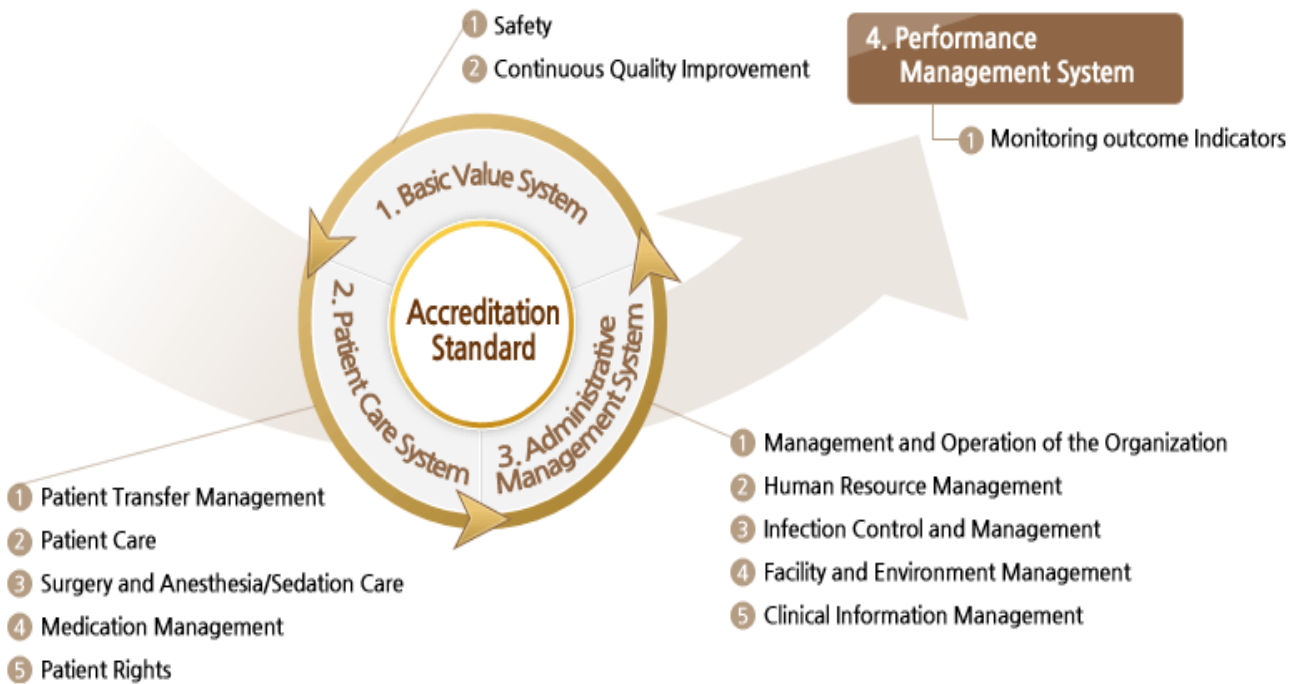 1 Safety
2 Continuous Quality Improvement
4. Performance
Management System
1 Monitoring outcome Indicators
1. Basic Value System
2. Patient Care System
3. Administrative
Management System
Accreditation
Standard
1 Patient Transfer Management
2 Patient Care
3 Surgery and Anesthesia/Sedation Care
4 Medication Management
5 Patient Rights
1 Management and Operation of the Organization
2 Human Resource Management
3 Infection Control and Management
4 Facility and Environment Management
5 Clinical Information Management